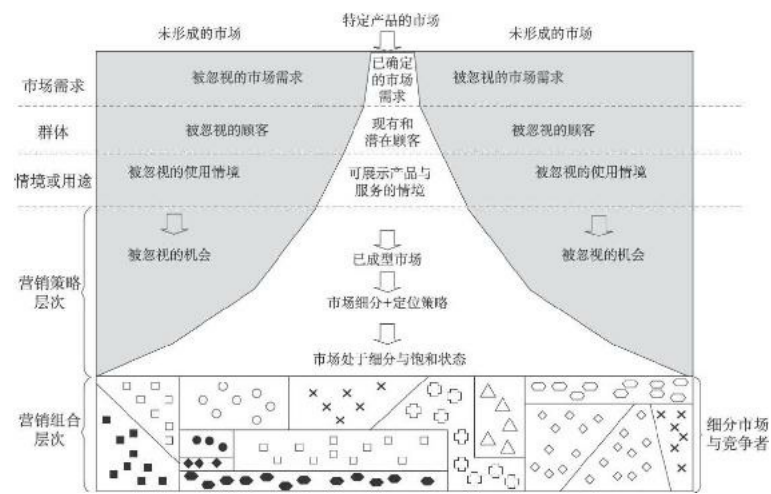 特定产品的市场
未形成的市场
未形成的市场
市场需求
被忽视的市场需求
已确定
的市场
需求
被忽视的市场需求
群体
被忽视的顾客
现有和
潜在顾客
被忽视的顾客
情境或用途
被忽视的使用情境
可展示产品与
服务的情境
被忽视的使用情境
营销策略
层次
被忽视的机会
已成型市场
被忽视的机会
市场细分+定位策略
市场处于细分与饱和状态
营销组合
层次
细分市场
与竞争者